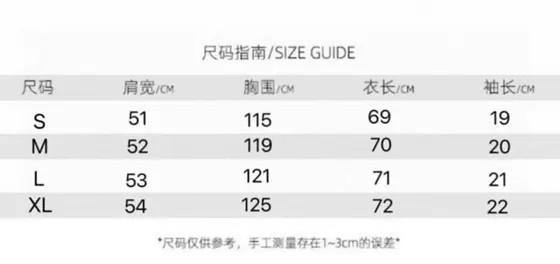 尺码指南/SIZE GUIDE
尺码 肩宽/CM 胸围/CM 衣长/CM 袖长/CM
S 51 115 69 19
M 52 119 70 20
L 53 121 71 21
XL 54 125 72 22
*尺码仅供参考，手工测量存在1~3cm的误差*